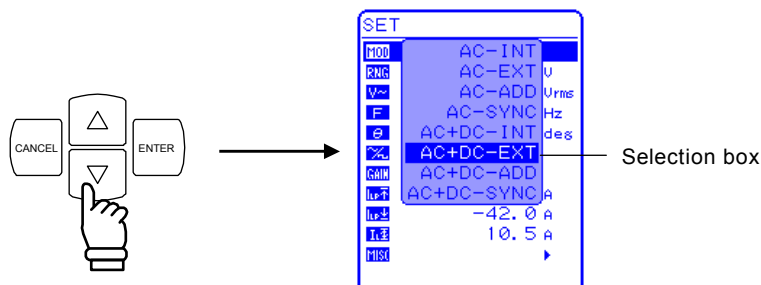 CANCEL
ENTER
SET
MOD
AC-INT
RNG
AC-EXT V
V~
AC-ADD Vrms
F
AC-SYNC Hz
θ
AC+DC-INT deg
AC+DC-EXT
Selection box
GAIN
AC+DC-ADD
AC+DC-SYNC A
-42.0 A
10.5 A
MISC